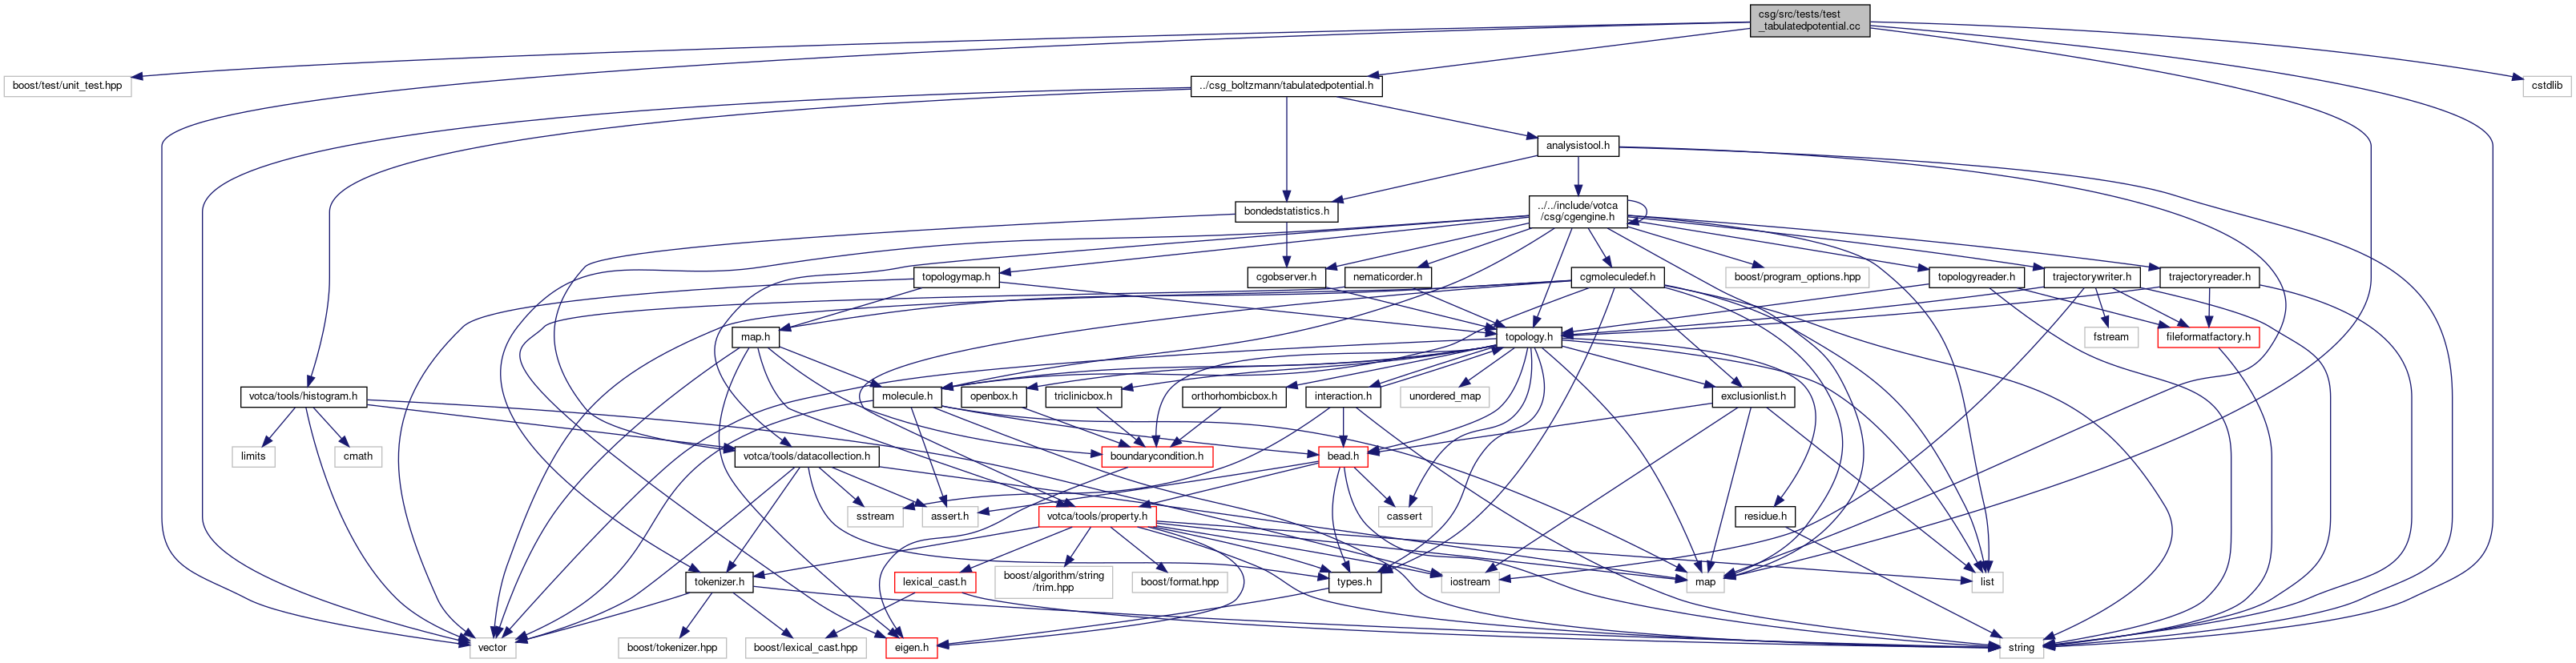 csg/src/tests/test
_tabulatedpotential.cc
boost/test/unit_test.hpp
../csg_boltzmann/tabulatedpotential.h
cstdlib
analysistool.h
bondedstatistics.h
../../include/votca
/csg/cgengine.h
topologymap.h
cgobserver.h
nematicorder.h
cgmoleculedef.h
boost/program_options.hpp
topologyreader.h
trajectorywriter.h
trajectoryreader.h
map.h
topology.h
fstream
fileformatfactory.h
votca/tools/histogram.h
molecule.h
openbox.h
triclinicbox.h
orthorhombicbox.h
interaction.h
unordered_map
exclusionlist.h
limits
cmath
votca/tools/datacollection.h
boundarycondition.h
bead.h
sstream
assert.h
votca/tools/property.h
cassert
residue.h
tokenizer.h
lexical_cast.h
boost/algorithm/string
/trim.hpp
boost/format.hpp
types.h
iostream
map
list
vector
boost/tokenizer.hpp
boost/lexical_cast.hpp
eigen.h
string